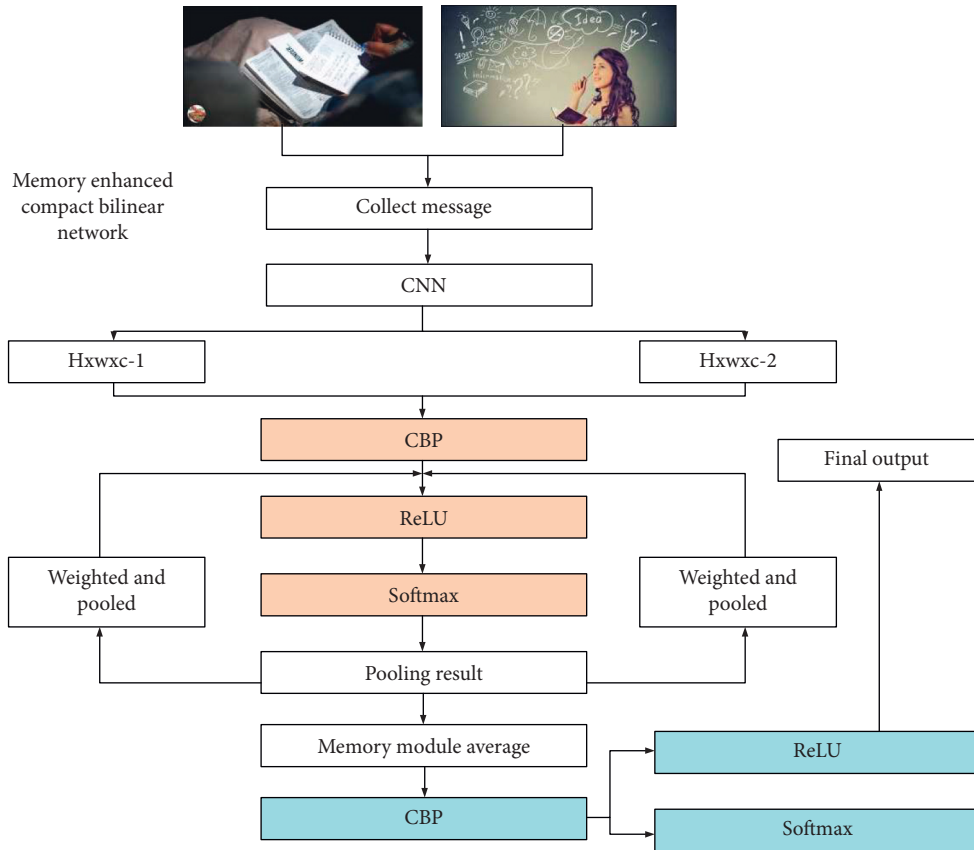 Idea
Memory enhanced
compact bilinear
network
Collect message
CNN
Hxwxc-1
Hxwxc-2
CBP
Final output
ReLU
Weighted and
pooled
Softmax
Weighted and
pooled
Pooling result
Memory module average
ReLU
CBP
Softmax